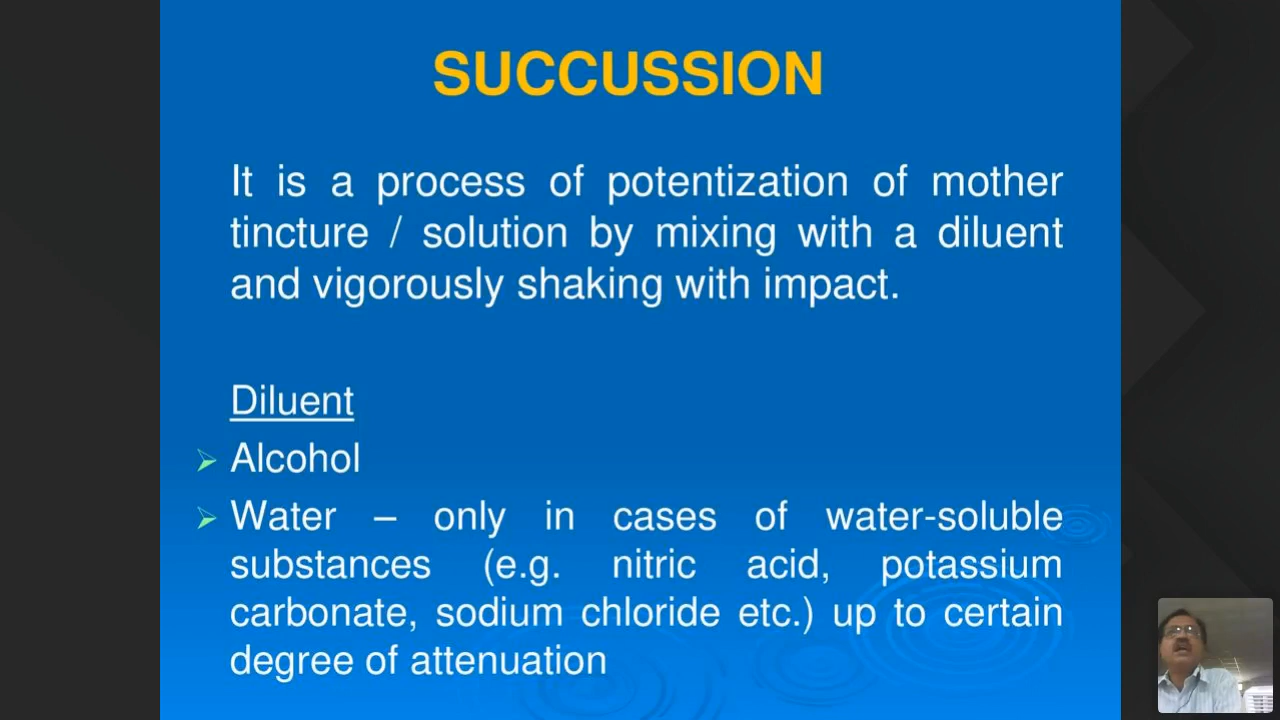 SUCCUSSION
It is a process of potentization of mother
tincture / solution by mixing with a diluent
and vigorously shaking with impact.
Diluent
Alcohol
Water – only in cases of water-soluble
substances (e.g. nitric acid, potassium
carbonate, sodium chloride etc.) up to certain
degree of attenuation